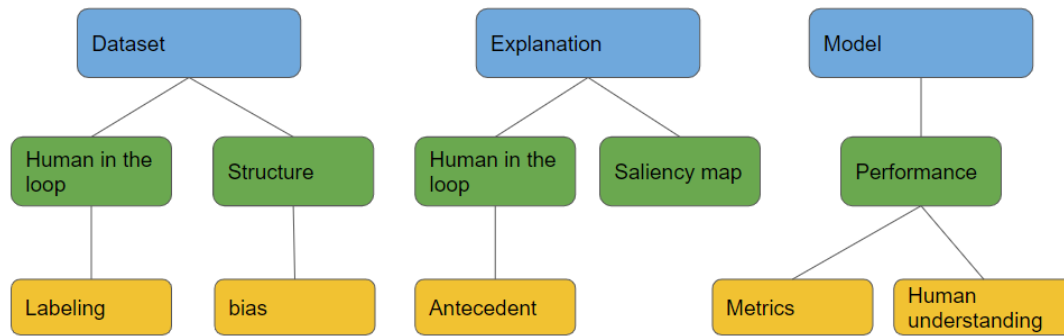 Dataset
Explanation
Model
Human in the
loop
Structure
Human in the
loop
Saliency map
Performance
Labeling
bias
Antecedent
Metrics
Human
understanding